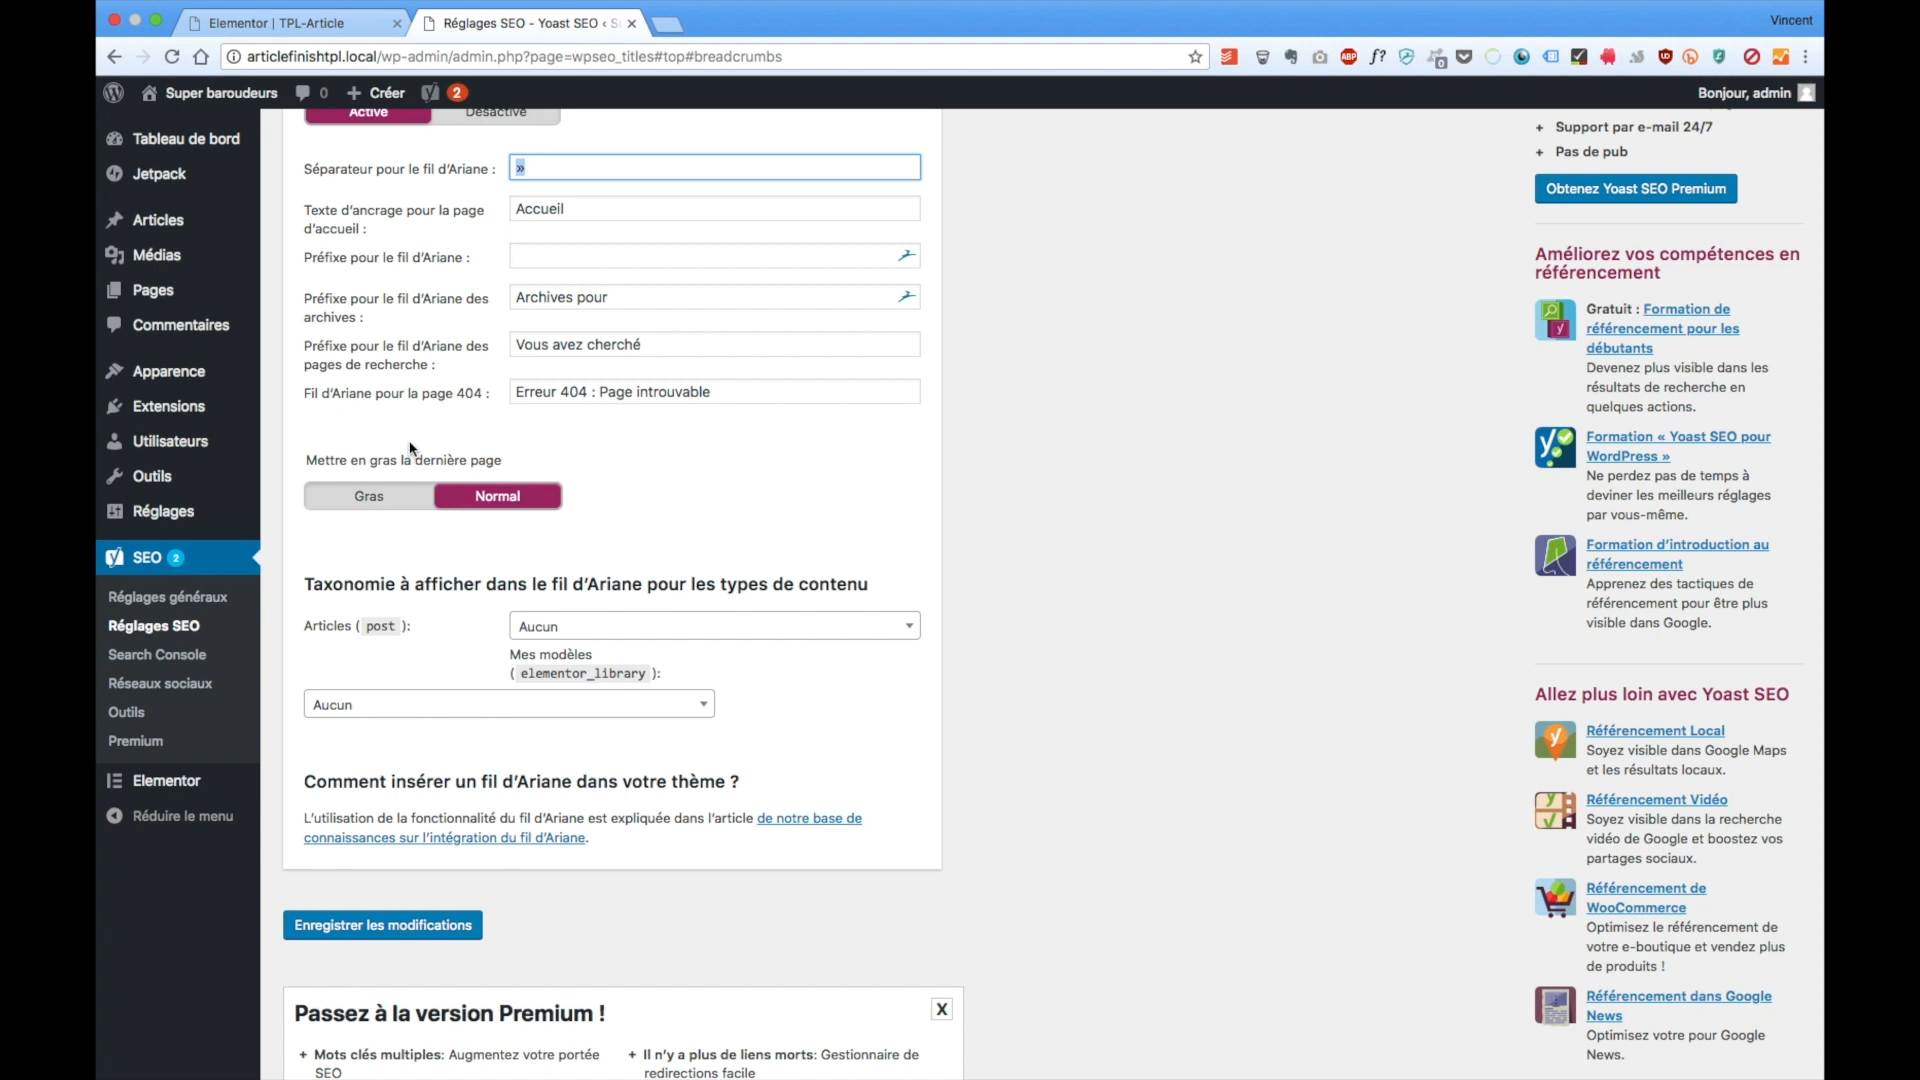 Elementor | TPL-Article
Réglages SEO - Yoast SEO ‹ S
Vincent
articlefinishtpl.local/wp-admin/admin.php?page=wpseo_titles#top#breadcrumbs
Super baroudeurs
0
Créer
2
Bonjour, admin
Tableau de bord
Jetpack
Articles
Médias
Pages
Commentaires
Apparence
Extensions
Utilisateurs
Outils
Réglages
SEO 2
Réglages généraux
Réglages SEO
Search Console
Réseaux sociaux
Outils
Premium
Elementor
Réduire le menu
Activé
Désactivé
Séparateur pour le fil d'Ariane :
»
Texte d'ancrage pour la page
d'accueil :
Accueil
Préfixe pour le fil d'Ariane :
Préfixe pour le fil d'Ariane des
archives :
Archives pour
Préfixe pour le fil d'Ariane des
pages de recherche :
Vous avez cherché
Fil d'Ariane pour la page 404 :
Erreur 404 : Page introuvable
Mettre en gras la dernière page
Gras
Normal
Taxonomie à afficher dans le fil d'Ariane pour les types de contenu
Articles ( post ):
Aucun
Mes modèles
( elementor_library ):
Aucun
Comment insérer un fil d'Ariane dans votre thème ?
L'utilisation de la fonctionnalité du fil d'Ariane est expliquée dans l'article de notre base de
connaissances sur l'intégration du fil d'Ariane.
Enregistrer les modifications
Passez à la version Premium !
X
+ Mots clés multiples: Augmentez votre portée
SEO
+ Il n'y a plus de liens morts: Gestionnaire de
redirections facile
+ Support par e-mail 24/7
+ Pas de pub
Obtenez Yoast SEO Premium
Améliorez vos compétences en
référencement
Gratuit : Formation de
référencement pour les
débutants
Devenez plus visible dans les
résultats de recherche en
quelques actions.
Formation « Yoast SEO pour
WordPress »
Ne perdez pas de temps à
deviner les meilleurs réglages
par vous-même.
Formation d'introduction au
référencement
Apprenez des tactiques de
référencement pour être plus
visible dans Google.
Allez plus loin avec Yoast SEO
Référencement Local
Soyez visible dans Google Maps
et les résultats locaux.
Référencement Vidéo
Soyez visible dans la recherche
vidéo de Google et boostez vos
partages sociaux.
Référencement de
WooCommerce
Optimisez le référencement de
votre e-boutique et vendez plus
de produits !
Référencement dans Google
News
Optimisez votre pour Google
News.